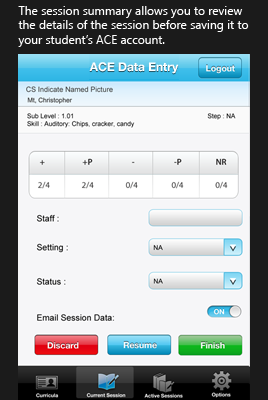 The session summary allows you to review
the details of the session before saving it to
your student's ACE account.
ACE Data Entry
Logout
CS Indicate Named Picture
Mt, Christopher
Sub Level : 1.01 Step : NA
Skill : Auditory: Chips, cracker, candy
+ +P - -P NR
2/4 2/4 0/4 0/4 0/4
Staff :
Setting : NA
Status : NA
Email Session Data: ON
Discard Resume Finish
Curricula Current Session Active Sessions Options